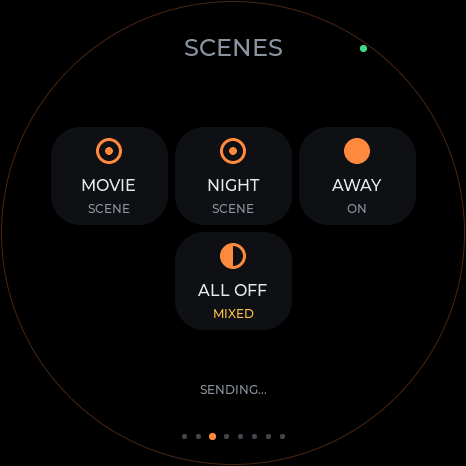 SCENES
MOVIE NIGHT AWAY
SCENE SCENE ON
ALL OFF
MIXED
SENDING...